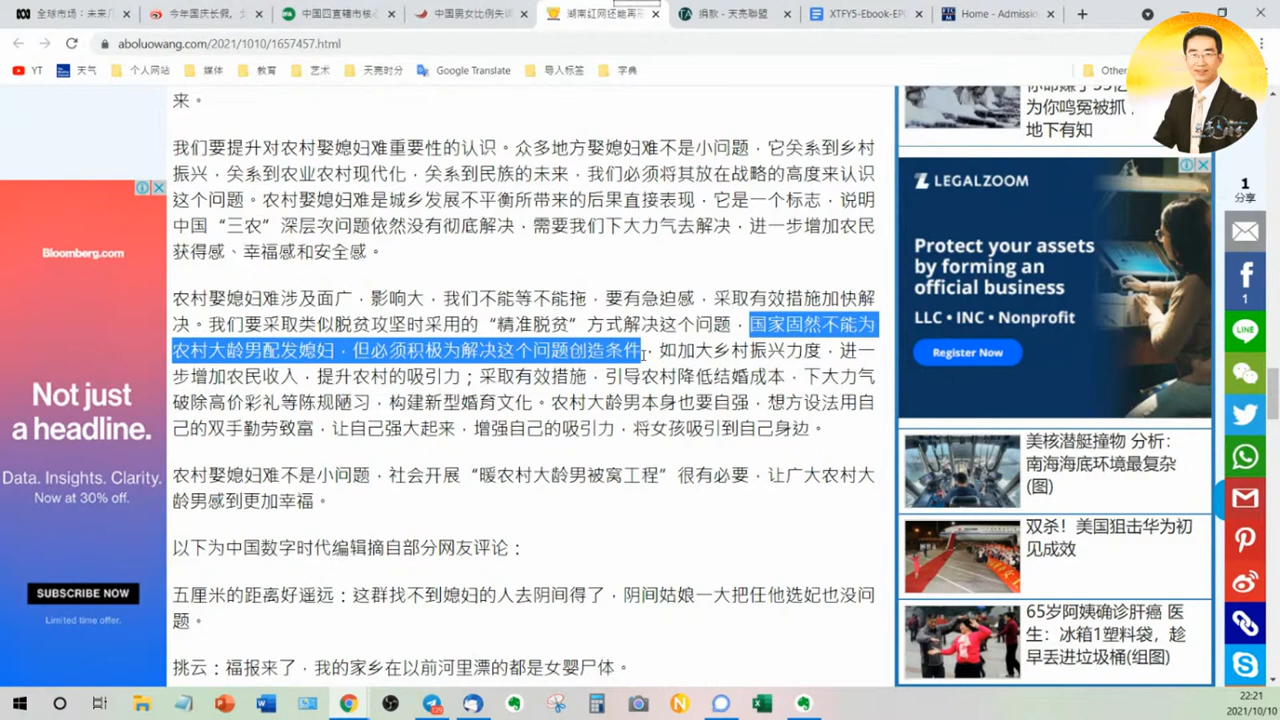 全球市场：未来几
今年国庆长假，
中国四直辖市核心
中国男女比例失调
湖南红网还能再
捐款 - 天亮聯盟
XTFY5-Ebook-EP
Home - Admissio
aboluowang.com/2021/1010/1657457.html
YT
天气
个人网站
媒体
教育
艺术
天亮时分
Google Translate
导入标签
字典
Other
来。
我们要提升对农村娶媳妇难重要性的认识。众多地方娶媳妇难不是小问题，它关系到乡村
振兴，关系到农业农村现代化，关系到民族的未来，我们必须将其放在战略的高度来认识
这个问题。农村娶媳妇难是城乡发展不平衡所带来的后果直接表现，它是一个标志，说明
中国“三农”深层次问题依然没有彻底解决，需要我们下大力气去解决，进一步增加农民
获得感、幸福感和安全感。
农村娶媳妇难涉及面广，影响大，我们不能等不能拖，要有急迫感，采取有效措施加快解
决。我们要采取类似脱贫攻坚时采用的“精准脱贫”方式解决这个问题，国家固然不能为
农村大龄男配发媳妇，但必须积极为解决这个问题创造条件，如加大乡村振兴力度，进一
步增加农民收入，提升农村的吸引力；采取有效措施，引导农村降低结婚成本，下大力气
破除高价彩礼等陈规陋习，构建新型婚育文化。农村大龄男本身也要自强，想方设法用自
己的双手勤劳致富，让自己强大起来，增强自己的吸引力，将女孩吸引到自己身边。
农村娶媳妇难不是小问题，社会开展“暖农村大龄男被窝工程”很有必要，让广大农村大
龄男感到更加幸福。
以下为中国数字时代编辑摘自部分网友评论：
五厘米的距离好遥远：这群找不到媳妇的人去阴间得了，阴间姑娘一大把任他选妃也没问
题。
挑云：福报来了，我的家乡在以前河里漂的都是女婴尸体。
Bloomberg.com
Not just
a headline.
Data. Insights. Clarity.
Now at 30% off.
SUBSCRIBE NOW
Limited time offer.
为你鸣冤被抓，
地下有知
LEGALZOOM
Protect your assets
by forming an
official business
LLC • INC • Nonprofit
Register Now
美核潜艇撞物 分析：
南海海底环境最复杂
(图)
双杀！美国狙击华为初
见成效
65岁阿姨确诊肝癌 医
生：冰箱1塑料袋，趁
早丢进垃圾桶(组图)
1
分享
1
LINE
22:21
2021/10/10